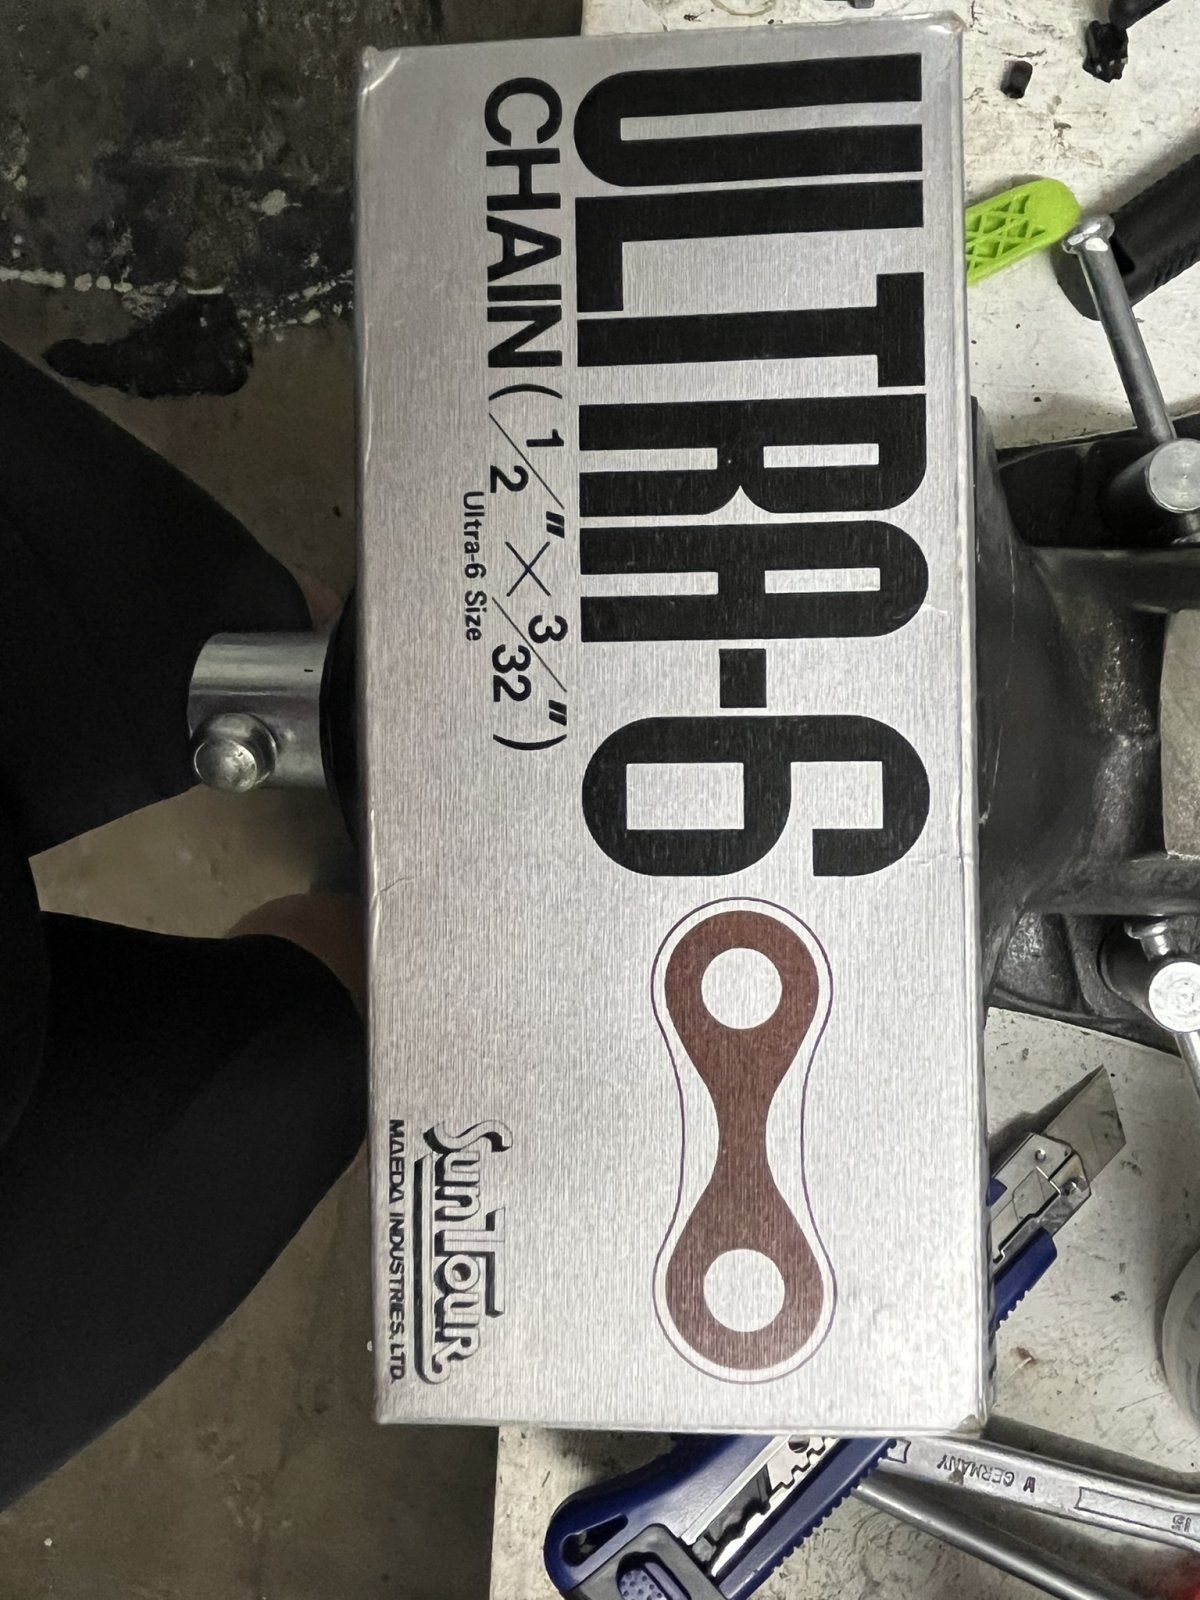 ULTRA-6
CHAIN (1/2" × 3/32")
Ultra-6 Size
SunTour
MAEDA INDUSTRIES, LTD.
W GERMANY